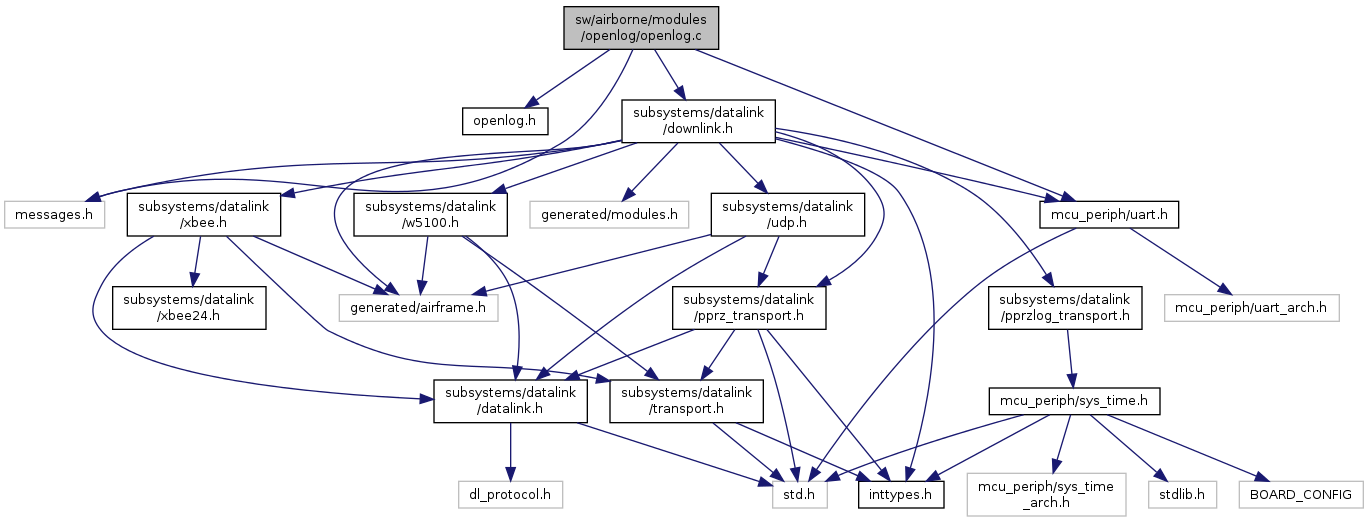 sw/airborne/modules
/openlog/openlog.c
openlog.h
subsystems/datalink
/downlink.h
messages.h
subsystems/datalink
/xbee.h
subsystems/datalink
/w5100.h
generated/modules.h
subsystems/datalink
/udp.h
mcu_periph/uart.h
subsystems/datalink
/xbee24.h
generated/airframe.h
subsystems/datalink
/pprz_transport.h
subsystems/datalink
/pprzlog_transport.h
mcu_periph/uart_arch.h
subsystems/datalink
/datalink.h
subsystems/datalink
/transport.h
mcu_periph/sys_time.h
dl_protocol.h
std.h
inttypes.h
mcu_periph/sys_time
_arch.h
stdlib.h
BOARD_CONFIG